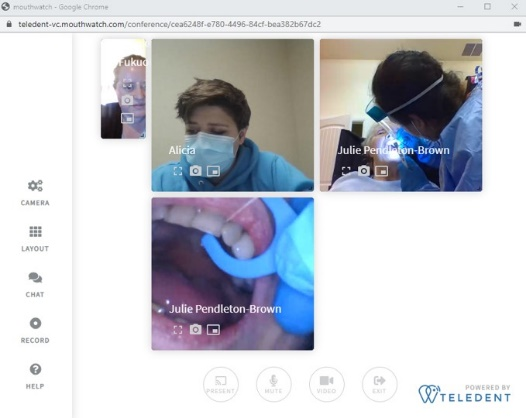 mouthwatch - Google Chrome
teledent-vc.mouthwatch.com/conference/cea6248f-e780-4496-84cf-bea382b67dc2
Alicia
Julie Pendleton-Brown
CAMERA
LAYOUT
CHAT
Julie Pendleton-Brown
RECORD
HELP
PRESENT
MUTE
VIDEO
EXIT
POWERED BY
TELEDENT